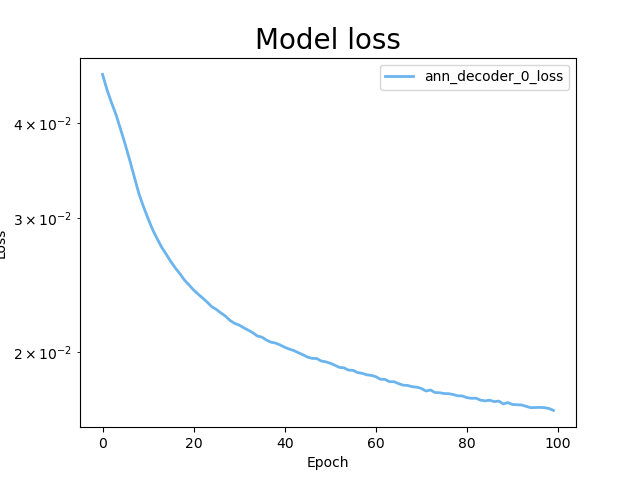 Model loss
ann_decoder_0_loss
4 × 10⁻²
3 × 10⁻²
2 × 10⁻²
Loss
0 20 40 60 80 100
Epoch